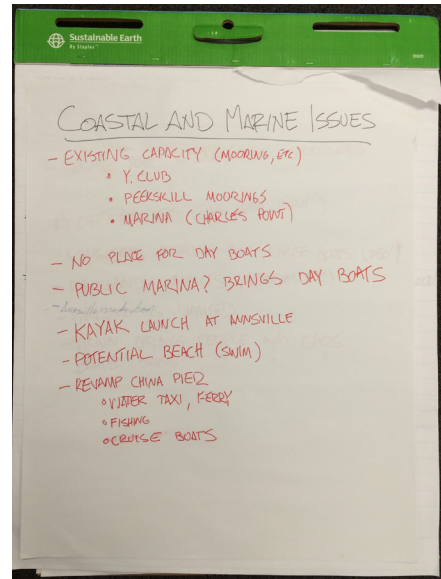 Sustainable Earth
By Staples
COASTAL AND MARINE ISSUES
- EXISTING CAPACITY (MOORING, ETC)
• Y. CLUB
• PEEKSKILL MOORINGS
• MARINA (CHARLES POINT)
- NO PLACE FOR DAY BOATS
- PUBLIC MARINA? BRINGS DAY BOATS
- KAYAK LAUNCH AT ANNSVILLE
- POTENTIAL BEACH (SWIM)
- REVAMP CHINA PIER
• WATER TAXI, FERRY
• FISHING
• CRUISE BOATS